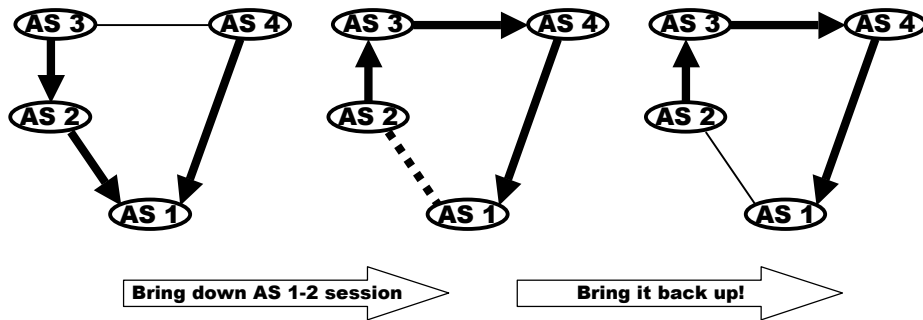 AS 3 AS 4 AS 3 AS 4 AS 3 AS 4
AS 2 AS 2 AS 2
AS 1 AS 1 AS 1
Bring down AS 1-2 session Bring it back up!